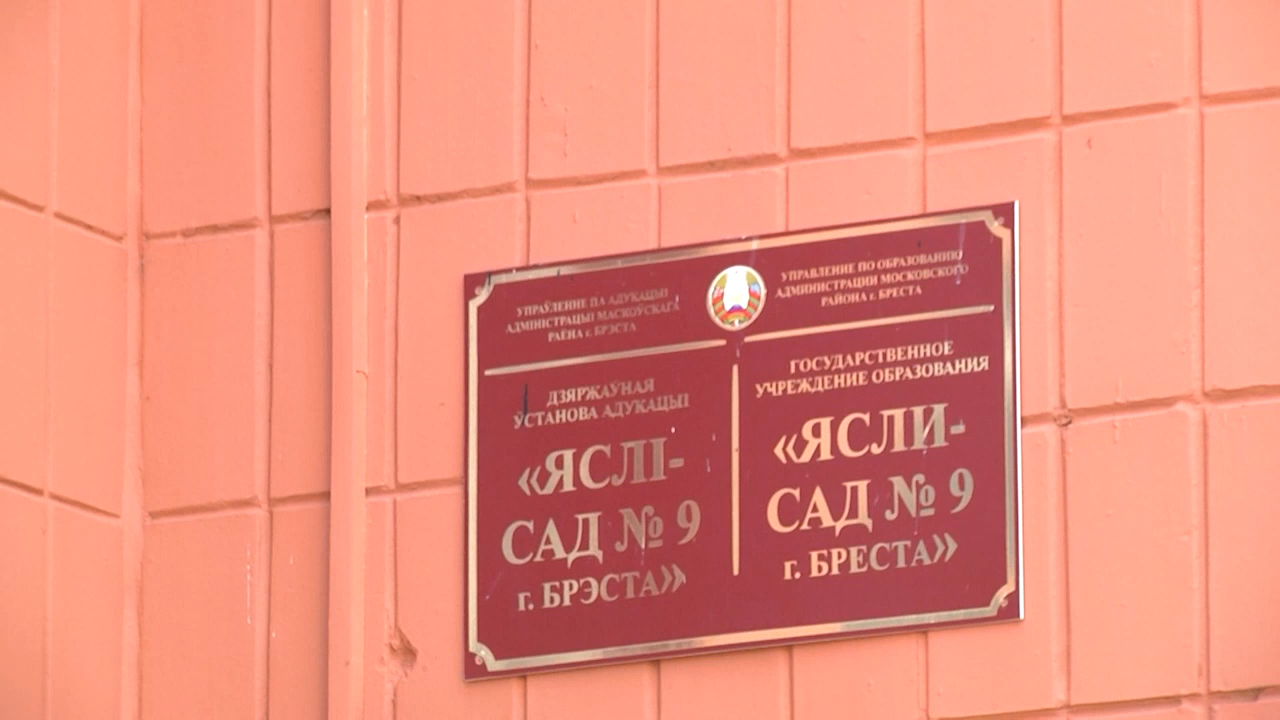 УПРАЎЛЕННЕ ПА АДУКАЦЫІ
АДМІНІСТРАЦЫІ МАСКОЎСКАГА
РАЁНА г. БРЭСТА
ДЗЯРЖАЎНАЯ
ЎСТАНОВА АДУКАЦЫІ
«ЯСЛІ-
САД № 9
г. БРЭСТА»
УПРАВЛЕНИЕ ПО ОБРАЗОВАНИЮ
АДМИНИСТРАЦИИ МОСКОВСКОГО
РАЙОНА г. БРЕСТА
ГОСУДАРСТВЕННОЕ
УЧРЕЖДЕНИЕ ОБРАЗОВАНИЯ
«ЯСЛИ-
САД № 9
г. БРЕСТА»